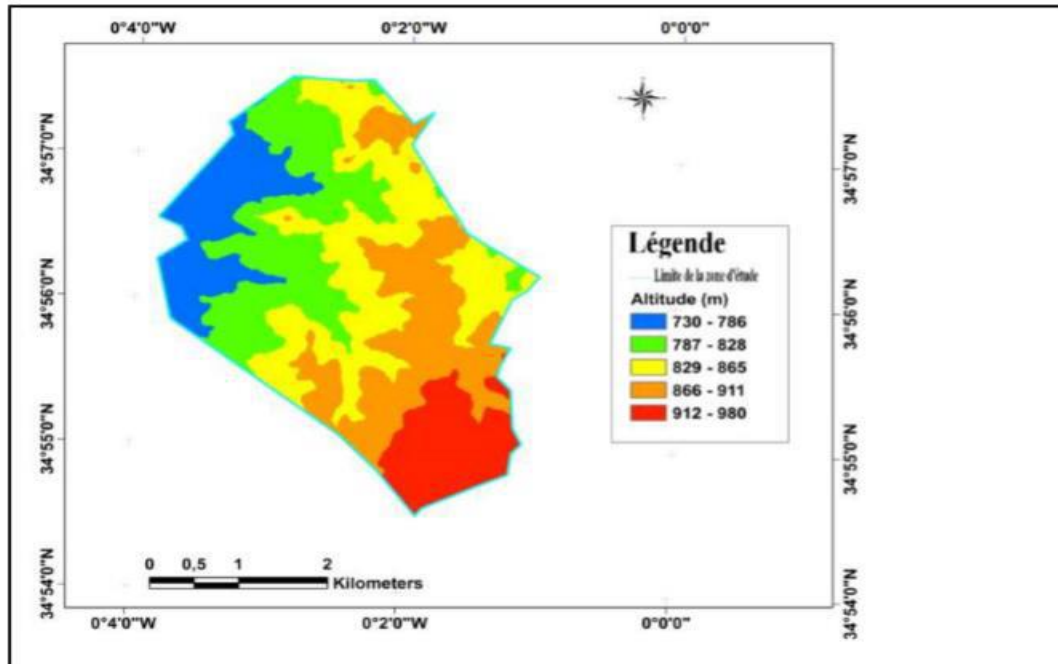 0°4'0"W 0°2'0"W 0°0'0"
34°57'0"N 34°57'0"N
34°56'0"N 34°56'0"N
34°55'0"N 34°55'0"N
34°54'0"N 34°54'0"N
Légende
Limite de la zone d'étude
Altitude (m)
730 - 786
787 - 828
829 - 865
866 - 911
912 - 980
0 0,5 1 2
Kilometers
0°4'0"W 0°2'0"W 0°0'0"